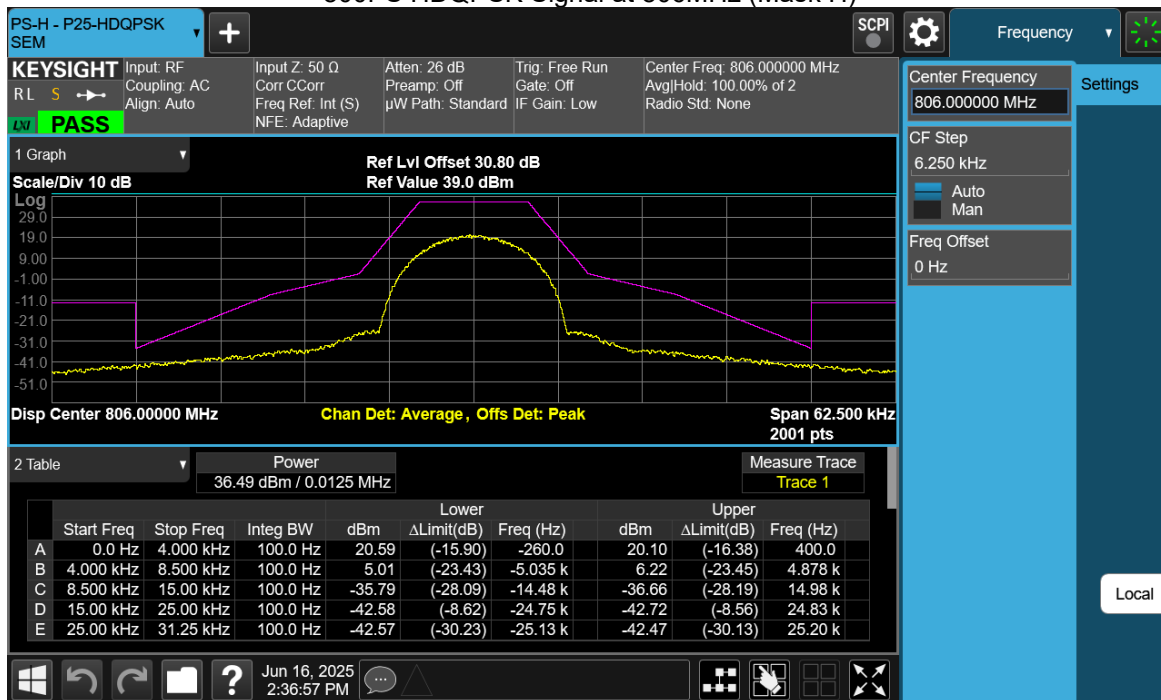 PS-H - P25-HDQPSK
SEM
SCPI
Frequency
KEYSIGHT
RL S
LXI PASS
Input: RF
Coupling: AC
Align: Auto
Input Z: 50 Ω
Corr CCorr
Freq Ref: Int (S)
NFE: Adaptive
Atten: 26 dB
Preamp: Off
µW Path: Standard
Trig: Free Run
Gate: Off
IF Gain: Low
Center Freq: 806.000000 MHz
Avg|Hold: 100.00% of 2
Radio Std: None
Center Frequency
806.000000 MHz
Settings
CF Step
6.250 kHz
Auto
Man
Freq Offset
0 Hz
1 Graph
Scale/Div 10 dB
Ref Lvl Offset 30.80 dB
Ref Value 39.0 dBm
Log
29.0
19.0
9.00
-1.00
-11.0
-21.0
-31.0
-41.0
-51.0
Disp Center 806.00000 MHz
Chan Det: Average, Offs Det: Peak
Span 62.500 kHz
2001 pts
2 Table
Power
36.49 dBm / 0.0125 MHz
Measure Trace
Trace 1
Lower Upper
Start Freq Stop Freq Integ BW dBm ΔLimit(dB) Freq (Hz) dBm ΔLimit(dB) Freq (Hz)
A 0.0 Hz 4.000 kHz 100.0 Hz 20.59 (-15.90) -260.0 20.10 (-16.38) 400.0
B 4.000 kHz 8.500 kHz 100.0 Hz 5.01 (-23.43) -5.035 k 6.22 (-23.45) 4.878 k
C 8.500 kHz 15.00 kHz 100.0 Hz -35.79 (-28.09) -14.48 k -36.66 (-28.19) 14.98 k
D 15.00 kHz 25.00 kHz 100.0 Hz -42.58 (-8.62) -24.75 k -42.72 (-8.56) 24.83 k
E 25.00 kHz 31.25 kHz 100.0 Hz -42.57 (-30.23) -25.13 k -42.47 (-30.13) 25.20 k
Local
Jun 16, 2025
2:36:57 PM